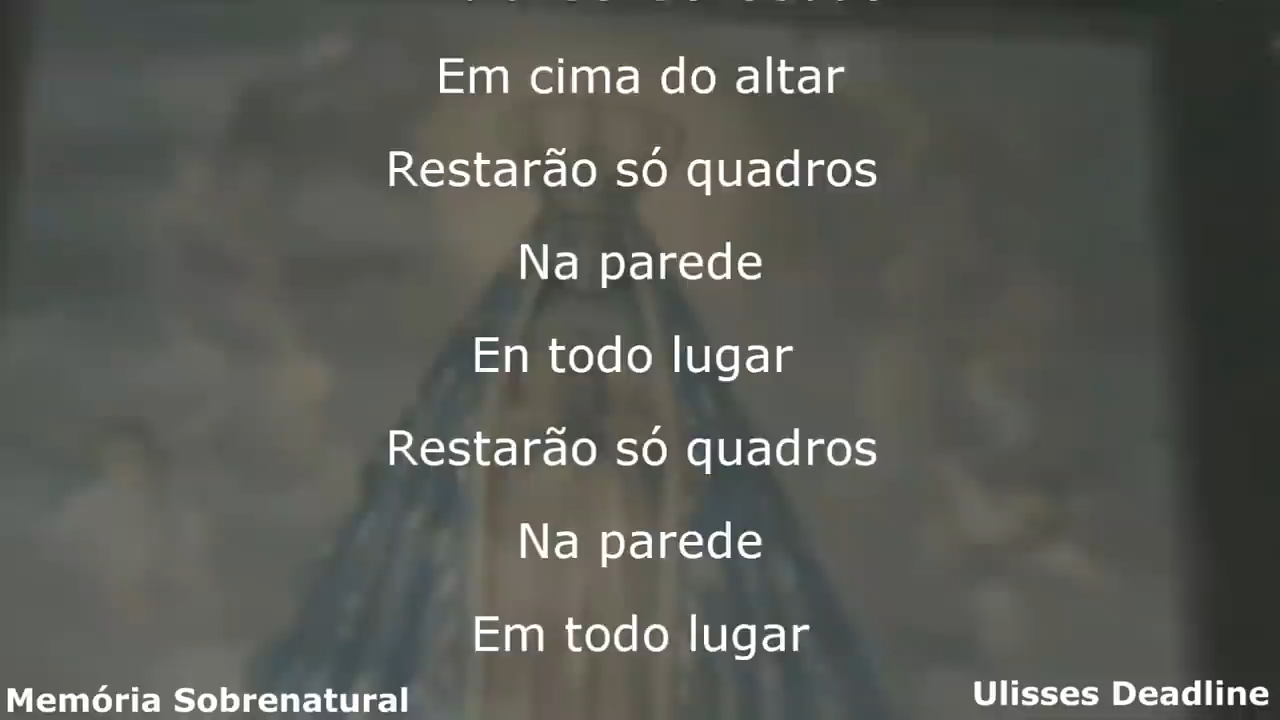 Em cima do altar
Restarão só quadros
Na parede
En todo lugar
Restarão só quadros
Na parede
Em todo lugar
Memória Sobrenatural
Ulisses Deadline